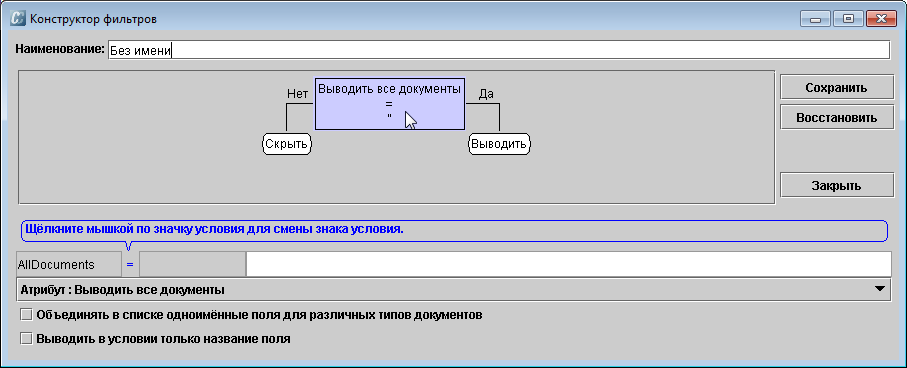 Конструктор фильтров
Наименование: Без имени
Нет
Выводить все документы
=
"
Да
Скрыть
Выводить
Сохранить
Восстановить
Закрыть
Щёлкните мышкой по значку условия для смены знака условия.
AllDocuments =
Атрибут : Выводить все документы
Объединять в списке одноимённые поля для различных типов документов
Выводить в условии только название поля